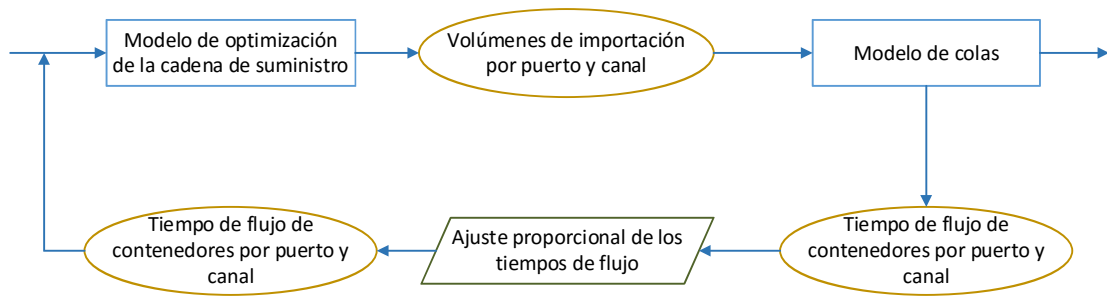 Modelo de optimización
de la cadena de suministro
Volúmenes de importación
por puerto y canal
Modelo de colas
Tiempo de flujo de
contenedores por puerto y
canal
Ajuste proporcional de los
tiempos de flujo
Tiempo de flujo de
contenedores por puerto y
canal